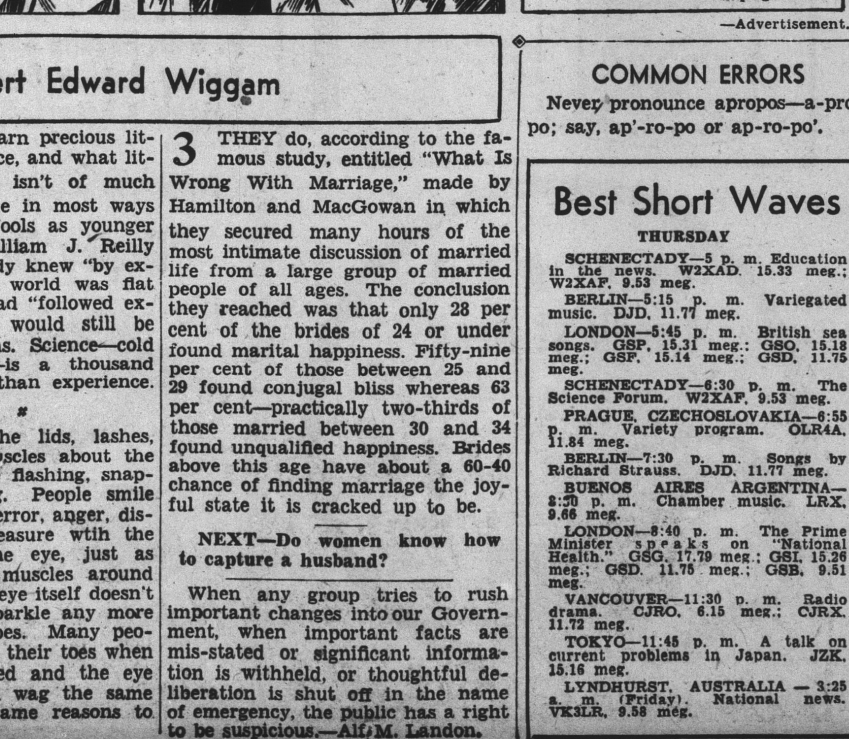 —Advertisement.
ert Edward Wiggam
arn precious lit-
ce, and what lit-
isn't of much
e in most ways
ools as younger
lliam J. Reilly
dy knew "by ex-
world was flat
ad "followed ex-
would still be
s. Science—cold
—is a thousand
than experience.
he lids, lashes,
uscles about the
flashing, snap-
g. People smile
error, anger, dis-
easure wtih the
he eye, just as
muscles around
eye itself doesn't
parkle any more
oes. Many peo-
their toes when
ed and the eye
wag the same
ame reasons to
3 THEY do, according to the fa-
mous study, entitled "What Is
Wrong With Marriage," made by
Hamilton and MacGowan in which
they secured many hours of the
most intimate discussion of married
life from a large group of married
people of all ages. The conclusion
they reached was that only 28 per
cent of the brides of 24 or under
found marital happiness. Fifty-nine
per cent of those between 25 and
29 found conjugal bliss whereas 63
per cent—practically two-thirds of
those married between 30 and 34
found unqualified happiness. Brides
above this age have about a 60-40
chance of finding marriage the joy-
ful state it is cracked up to be.
NEXT—Do women know how
to capture a husband?
When any group tries to rush
important changes into our Govern-
ment, when important facts are
mis-stated or significant informa-
tion is withheld, or thoughtful de-
liberation is shut off in the name
of emergency, the public has a right
to be suspicious.—Alf M. Landon.
COMMON ERRORS
Never pronounce apropos—a-pro
po; say, ap'-ro-po or ap-ro-po'.
Best Short Waves
THURSDAY
SCHENECTADY—5 p. m. Education
in the news. W2XAD. 15.33 meg.;
W2XAF, 9.53 meg.
BERLIN—5:15 p. m. Variegated
music. DJD, 11.77 meg.
LONDON—5:45 p. m. British sea
songs. GSP, 15.31 meg.; GSO, 15.18
meg.; GSF, 15.14 meg.; GSD, 11.75
meg.
SCHENECTADY—6:30 p. m. The
Science Forum. W2XAF, 9.53 meg.
PRAGUE, CZECHOSLOVAKIA—6:55
p. m. Variety program. OLR4A,
11.84 meg.
BERLIN—7:30 p. m. Songs by
Richard Strauss. DJD, 11.77 meg.
BUENOS AIRES ARGENTINA—
8:30 p. m. Chamber music. LRX,
9.66 meg.
LONDON—8:40 p. m. The Prime
Minister speaks on "National
Health." GSG, 17.79 meg.; GSI, 15.26
meg.; GSD, 11.75 meg.; GSB, 9.51
meg.
VANCOUVER—11:30 p. m. Radio
drama. CJRO, 6.15 meg.; CJRX,
11.72 meg.
TOKYO—11:45 p. m. A talk on
current problems in Japan. JZK,
15.16 meg.
LYNDHURST, AUSTRALIA — 3:25
a. m. (Friday). National news.
VK3LR, 9.58 meg.